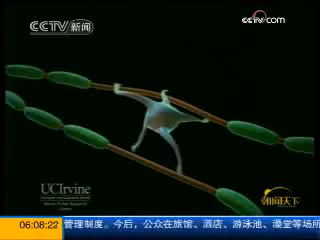 CCTV 新闻
CCTV.com
UCIrvine
朝闻天下
06:08:22
管理制度。今后，公众在旅馆、酒店、游泳池、澡堂等场所